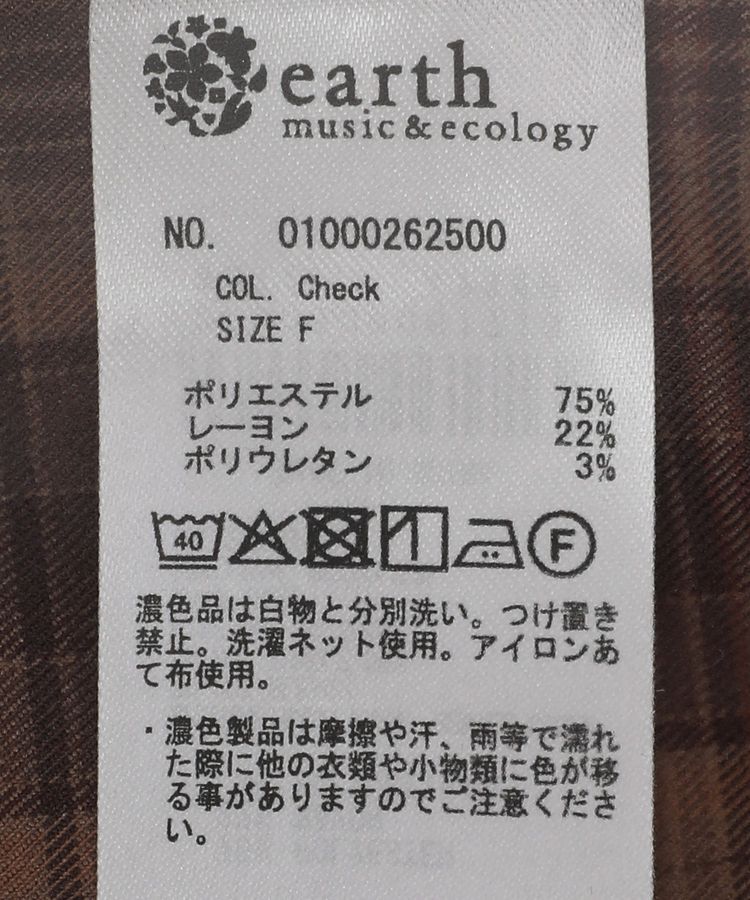 earth
music & ecology
NO. 01000262500
COL. Check
SIZE F
ポリエステル 75%
レーヨン 22%
ポリウレタン 3%
40 F
濃色品は白物と分別洗い。つけ置き
禁止。洗濯ネット使用。アイロンあ
て布使用。
・濃色製品は摩擦や汗、雨等で濡れ
た際に他の衣類や小物類に色が移
る事がありますのでご注意くださ
い。